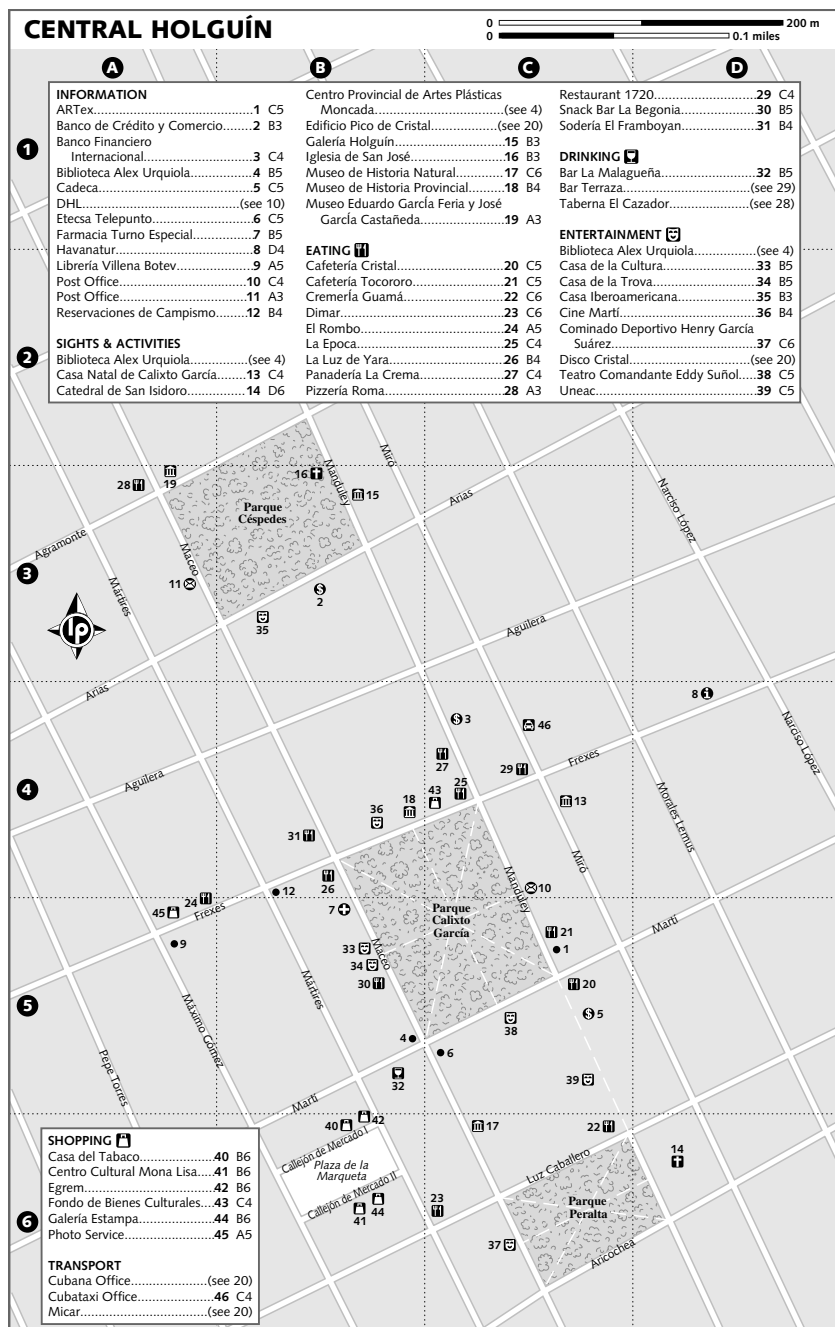 CENTRAL HOLGUÍN
0 200 m
0 0.1 miles
A B C D
1
2
3
4
5
6
INFORMATION
ARTex 1 C5
Banco de Crédito y Comercio 2 B3
Banco Financiero
Internacional 3 C4
Biblioteca Alex Urquiola 4 B5
Cadeca 5 C5
DHL (see 10)
Etecsa Telepunto 6 C5
Farmacia Turno Especial 7 B5
Havanatur 8 D4
Librería Villena Botev 9 A5
Post Office 10 C4
Post Office 11 A3
Reservaciones de Campismo 12 B4
SIGHTS & ACTIVITIES
Biblioteca Alex Urquiola (see 4)
Casa Natal de Calixto García 13 C4
Catedral de San Isidoro 14 D6
Centro Provincial de Artes Plásticas
Moncada (see 4)
Edificio Pico de Cristal (see 20)
Galería Holguín 15 B3
Iglesia de San José 16 B3
Museo de Historia Natural 17 C6
Museo de Historia Provincial 18 B4
Museo Eduardo GarcÍa Feria y José
GarcÍa Castañeda 19 A3
EATING
Cafetería Cristal 20 C5
Cafetería Tocororo 21 C5
CremerÍa Guamá 22 C6
Dimar 23 C6
El Rombo 24 A5
La Epoca 25 C4
La Luz de Yara 26 B4
Panadería La Crema 27 C4
Pizzería Roma 28 A3
Restaurant 1720 29 C4
Snack Bar La Begonia 30 B5
Sodería El Framboyan 31 B4
DRINKING
Bar La Malagueña 32 B5
Bar Terraza (see 29)
Taberna El Cazador (see 28)
ENTERTAINMENT
Biblioteca Alex Urquiola (see 4)
Casa de la Cultura 33 B5
Casa de la Trova 34 B5
Casa Iberoamericana 35 B3
Cine Martí 36 B4
Cominado Deportivo Henry García
Suárez 37 C6
Disco Cristal (see 20)
Teatro Comandante Eddy Suñol 38 C5
Uneac 39 C5
Miró
Manduley
16
15
28
19
Parque
Céspedes
Arias
Narciso López
Agramonte
Maceo
11
Mártires
2
35
lp
Aguilera
Arias
8
3
46
Narciso López
27
29
Frexes
Aguilera
43
25
18
36
13
31
Morales Lemus
Miró
26
12
Manduley
10
24
45
Frexes
7
Parque
Calixto
García
21
1
Martí
9
33
Maceo
34
30
20
Mártires
5
38
Máximo Gómez
4
6
Pepe Torres
32
39
Martí
42
40
17
22
14
Callejón de Mercado I
Plaza de la
Marqueta
Luz Caballero
Callejón de Mercado II
44
41
23
Parque
Peralta
37
Aricochea
SHOPPING
Casa del Tabaco 40 B6
Centro Cultural Mona Lisa 41 B6
Egrem 42 B6
Fondo de Bienes Culturales 43 C4
Galería Estampa 44 B6
Photo Service 45 A5
TRANSPORT
Cubana Office (see 20)
Cubataxi Office 46 C4
Micar (see 20)